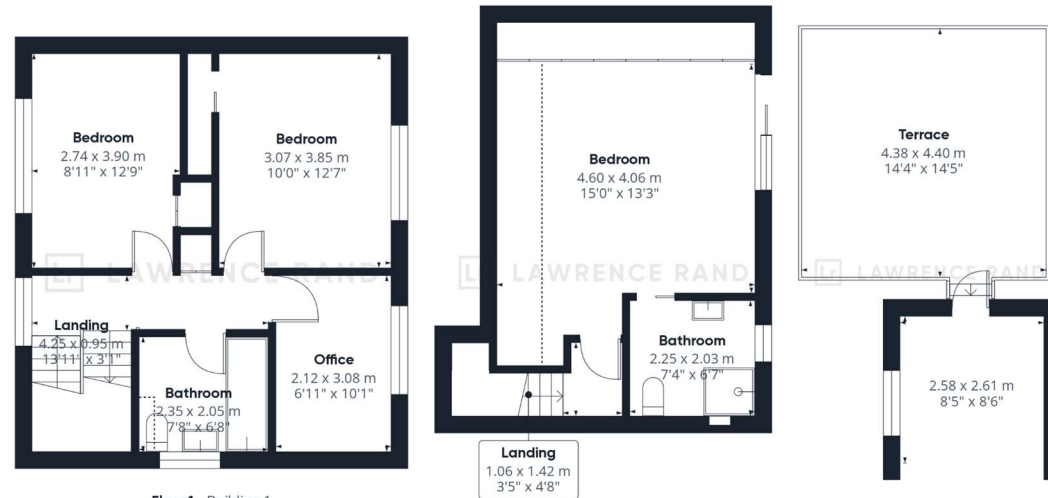 Bedroom
2.74 x 3.90 m
8'11" x 12'9"
Bedroom
3.07 x 3.85 m
10'0" x 12'7"
Lr LAWRENCE RAND
Landing
4.25 x 0.95 m
13'11" x 3'1"
Bathroom
2.35 x 2.05 m
7'8" x 6'8"
Office
2.12 x 3.08 m
6'11" x 10'1"
Bedroom
4.60 x 4.06 m
15'0" x 13'3"
Lr LAWRENCE RAND
Bathroom
2.25 x 2.03 m
7'4" x 6'7"
Landing
1.06 x 1.42 m
3'5" x 4'8"
Terrace
4.38 x 4.40 m
14'4" x 14'5"
Lr LAWRENCE RAND
2.58 x 2.61 m
8'5" x 8'6"